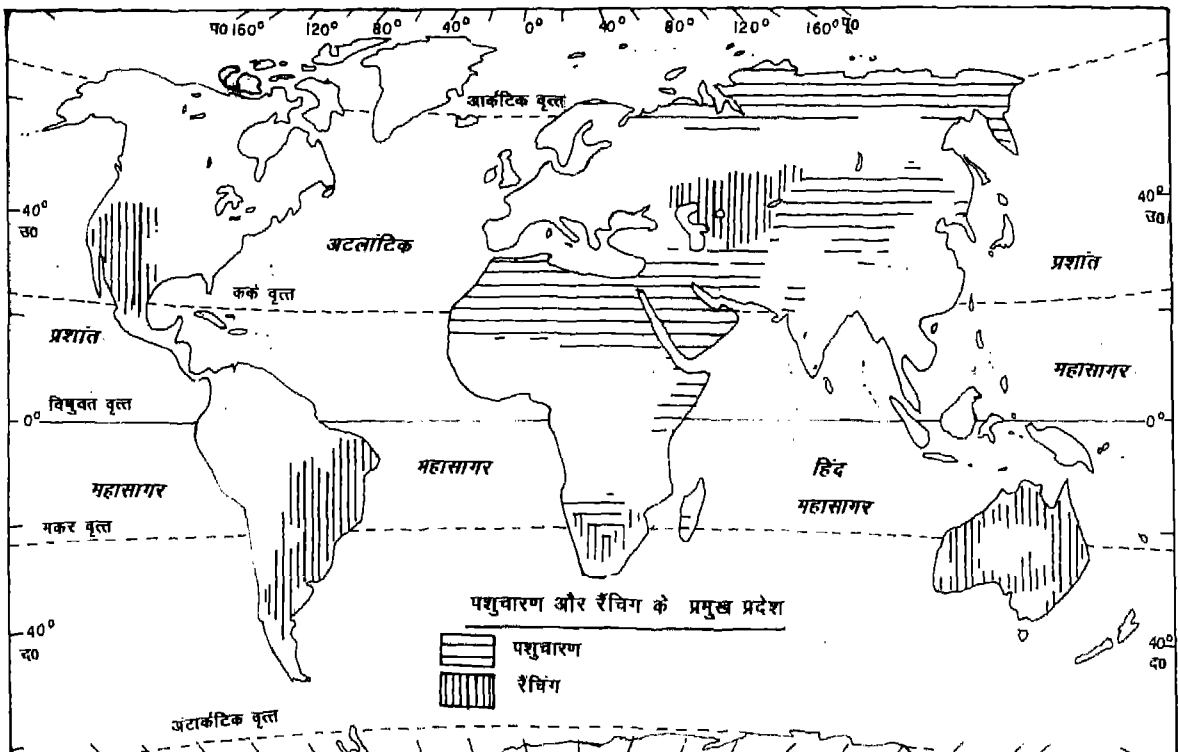 प० 160° 120° 80° 40° 0° 40° 80° 120° 160° पू०
आर्कटिक वृत्त
40° उ०
40° उ०
अटलांटिक
प्रशांत
कर्क वृत्त
प्रशांत
महासागर
विषुवत वृत्त
0°
0°
महासागर
महासागर
हिंद
महासागर
मकर वृत्त
पशुचारण और रैंचिग के प्रमुख प्रदेश
40° द०
40° द०
पशुचारण
रैंचिंग
अंटार्कटिक वृत्त